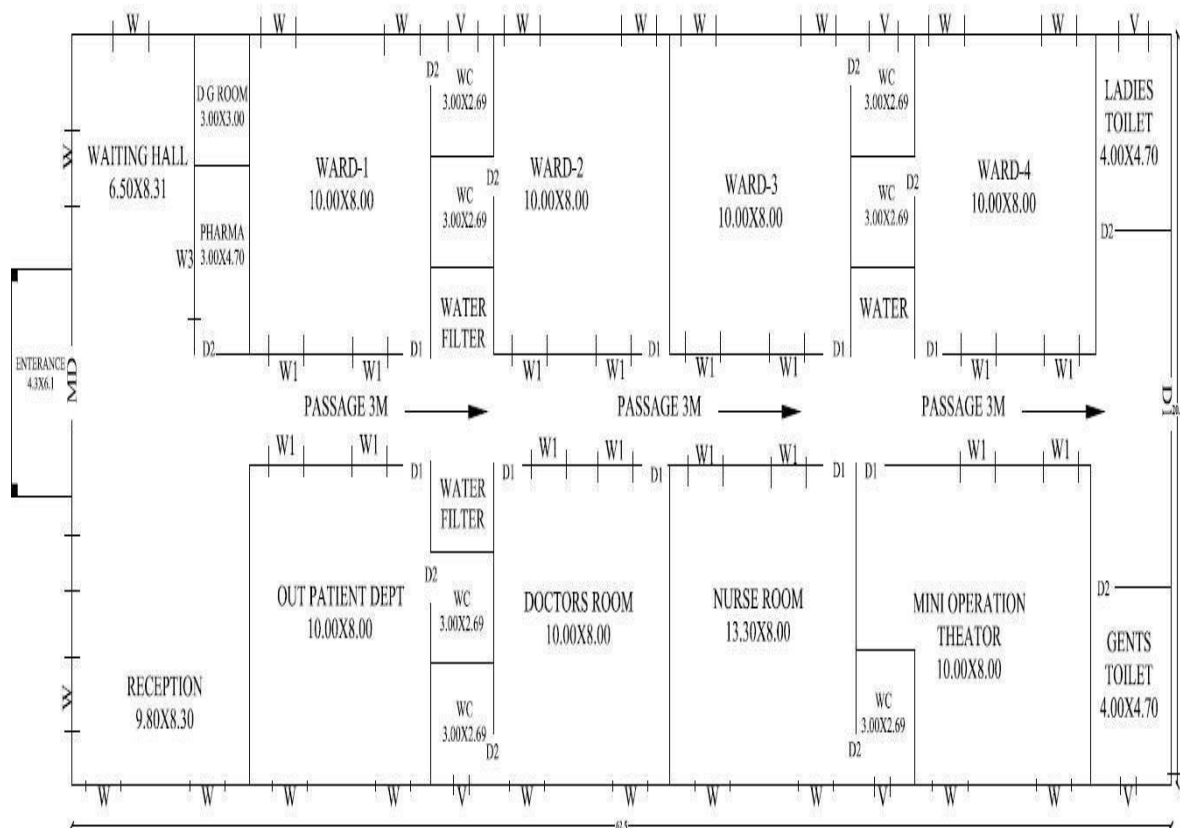 W W W V W W W W V W W V
D2 WC
3.00X2.69
D2 WC
3.00X2.69
D G ROOM
3.00X3.00
LADIES
TOILET
4.00X4.70
W
WAITING HALL
6.50X8.31
WARD-1
10.00X8.00
WARD-2
10.00X8.00
WARD-3
10.00X8.00
WARD-4
10.00X8.00
WC
3.00X2.69
D2
WC
3.00X2.69
D2
PHARMA
3.00X4.70
W3
D2
WATER
FILTER
WATER
D2 D1 D1 D1 D1
W1 W1 W1 W1 W1 W1 W1 W1
ENTERANCE
4.3X6.1
MD
PASSAGE 3M PASSAGE 3M PASSAGE 3M
D1
W1 W1 W1 W1 W1 W1 W1 W1
D1 D1 D1 D1 D1
WATER
FILTER
D2
WC
3.00X2.69
OUT PATIENT DEPT
10.00X8.00
DOCTORS ROOM
10.00X8.00
NURSE ROOM
13.30X8.00
MINI OPERATION
THEATOR
10.00X8.00
D2
GENTS
TOILET
4.00X4.70
W
RECEPTION
9.80X8.30
WC
3.00X2.69
D2
WC
3.00X2.69
D2
W W W W V W W W W V W W V
62.5